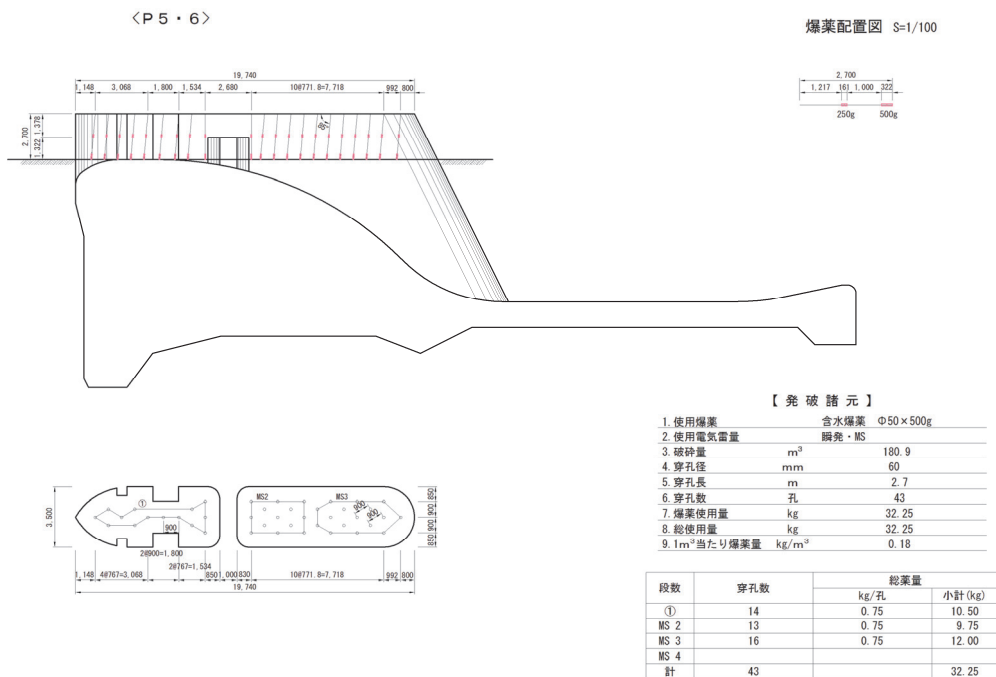 〈P５・６〉
爆薬配置図 S=1/100
19,740
1,148 3,068 1,800 1,534 2,680 10@771.8=7,718 992 800
2,700
1,378
1,322
80°
2,700
1,217 161 1,000 322
250g 500g
【 発 破 諸 元 】
1. 使用爆薬 含水爆薬 Φ50×500g
2. 使用電気雷量 瞬発・MS
3. 破砕量 m³ 180.9
4. 穿孔径 mm 60
5. 穿孔長 m 2.7
6. 穿孔数 孔 43
7. 爆薬使用量 kg 32.25
8. 総使用量 kg 32.25
9. 1m³当たり爆薬量 kg/m³ 0.18
3,500
① MS2 MS3
900
900
900
850
900
900
850
2@900=1,800
2@767=1,534
1,148 4@767=3,068 850 1,000 830 10@771.8=7,718 992 800
19,740
段数 穿孔数 総薬量
kg/孔 小計(kg)
① 14 0.75 10.50
MS 2 13 0.75 9.75
MS 3 16 0.75 12.00
MS 4
計 43 32.25